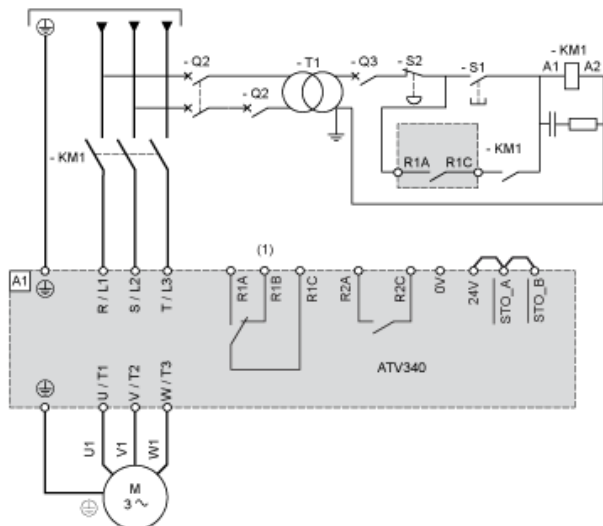 - Q2
- T1
- Q3
- S2
- S1
- KM1
A1 A2
- Q2
- KM1
R1A R1C
- KM1
(1)
A1
R / L1
S / L2
T / L3
R1A
R1B
R1C
R2A
R2C
0V
24V
STO_A
STO_B
ATV340
U / T1
V / T2
W / T3
U1
V1
W1
M
3 ~